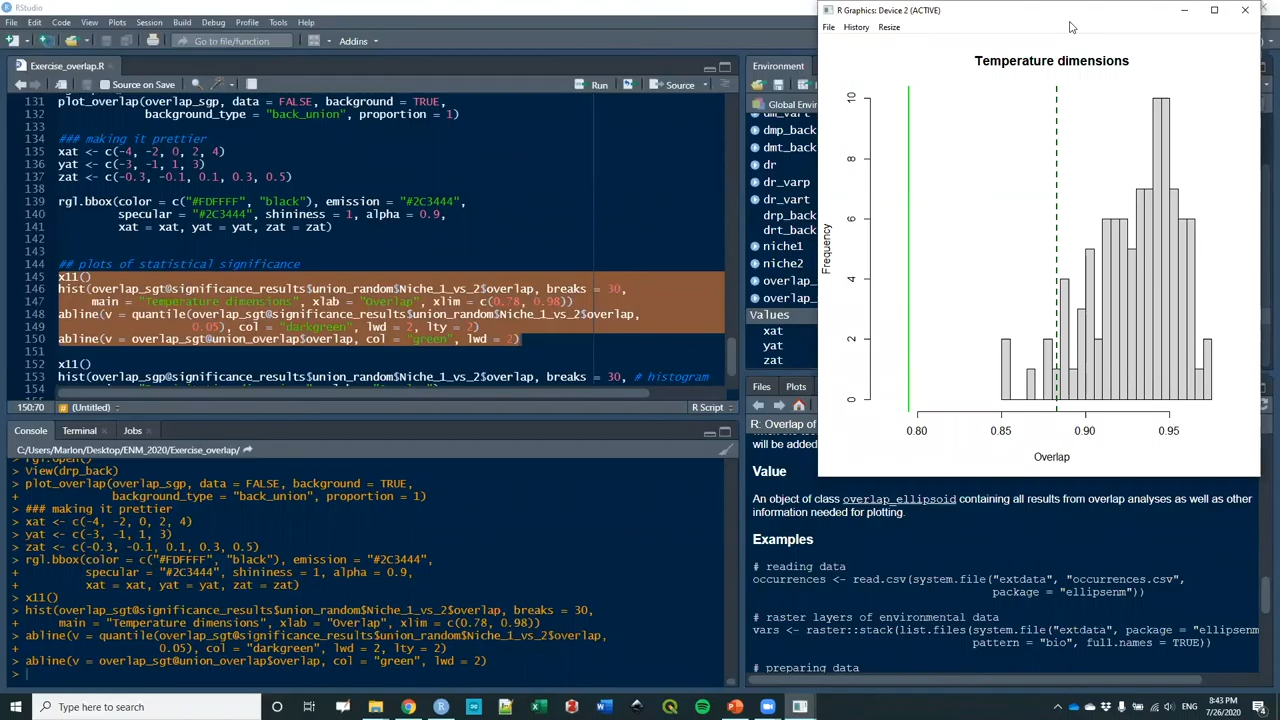 RStudio
File Edit Code View Plots Session Build Debug Profile Tools Help
Go to file/function
Addins
Exercise_overlap.R
Source on Save
Run
Source
131 plot_overlap(overlap_sgp, data = FALSE, background = TRUE,
132 background_type = "back_union", proportion = 1)
133
134 ### making it prettier
135 xat <- c(-4, -2, 0, 2, 4)
136 yat <- c(-3, -1, 1, 3)
137 zat <- c(-0.3, -0.1, 0.1, 0.3, 0.5)
138
139 rgl.bbox(color = c("#FDFFFF", "black"), emission = "#2C3444",
140 specular = "#2C3444", shininess = 1, alpha = 0.9,
141 xat = xat, yat = yat, zat = zat)
142
143
144 ## plots of statistical significance
145 x11()
146 hist(overlap_sgt@significance_results$union_random$Niche_1_vs_2$overlap, breaks = 30,
147 main = "Temperature dimensions", xlab = "Overlap", xlim = c(0.78, 0.98))
148 abline(v = quantile(overlap_sgt@significance_results$union_random$Niche_1_vs_2$overlap,
149 0.05), col = "darkgreen", lwd = 2, lty = 2)
150 abline(v = overlap_sgt@union_overlap$overlap, col = "green", lwd = 2)
151
152 x11()
153 hist(overlap_sgp@significance_results$union_random$Niche_1_vs_2$overlap, breaks = 30, # histogram
154
150:70
(Untitled)
R Script
Console Terminal Jobs
C:/Users/Marlon/Desktop/ENM_2020/Exercise_overlap/
> View(drp_back)
> plot_overlap(overlap_sgp, data = FALSE, background = TRUE,
+ background_type = "back_union", proportion = 1)
> ### making it prettier
> xat <- c(-4, -2, 0, 2, 4)
> yat <- c(-3, -1, 1, 3)
> zat <- c(-0.3, -0.1, 0.1, 0.3, 0.5)
> rgl.bbox(color = c("#FDFFFF", "black"), emission = "#2C3444",
+ specular = "#2C3444", shininess = 1, alpha = 0.9,
+ xat = xat, yat = yat, zat = zat)
> x11()
> hist(overlap_sgt@significance_results$union_random$Niche_1_vs_2$overlap, breaks = 30,
+ main = "Temperature dimensions", xlab = "Overlap", xlim = c(0.78, 0.98))
> abline(v = quantile(overlap_sgt@significance_results$union_random$Niche_1_vs_2$overlap,
+ 0.05), col = "darkgreen", lwd = 2, lty = 2)
> abline(v = overlap_sgt@union_overlap$overlap, col = "green", lwd = 2)
>
R Graphics: Device 2 (ACTIVE)
File History Resize
Temperature dimensions
Frequency
10
8
6
4
2
0
0.80 0.85 0.90 0.95
Overlap
Environment
Global Envi
dm_vart
dmp_back
dmt_back
dr
dr_varp
dr_vart
drp_back
drt_back
niche1
niche2
overlap_
overlap_
Values
xat
yat
zat
Files Plots
R: Overlap of
will be added
Value
An object of class overlap_ellipsoid containing all results from overlap analyses as well as other
information needed for plotting.
Examples
# reading data
occurrences <- read.csv(system.file("extdata", "occurrences.csv",
package = "ellipsenm"))
# raster layers of environmental data
vars <- raster::stack(list.files(system.file("extdata", package = "ellipsenm
pattern = "bio", full.names = TRUE))
# preparing data
Type here to search
8:43 PM
7/26/2020